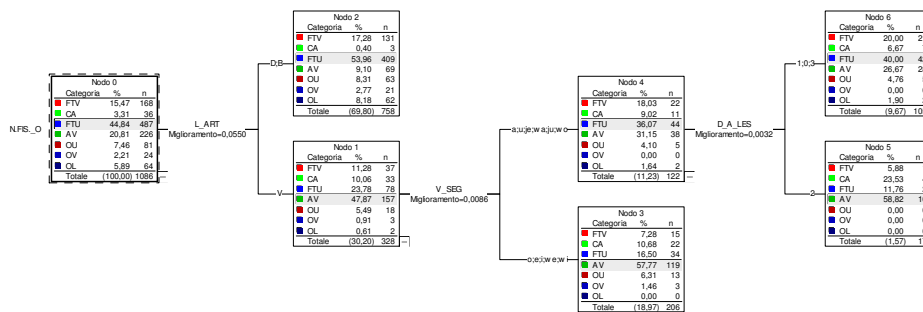 N.FIS._O
Nodo 0
Categoria % n
FTV 15,47 168
CA 3,31 36
FTU 44,84 487
AV 20,81 226
OU 7,46 81
OV 2,21 24
OL 5,89 64
Totale (100,00) 1086
L_ART
Miglioramento=0,0550
D;B
Nodo 2
Categoria % n
FTV 17,28 131
CA 0,40 3
FTU 53,96 409
AV 9,10 69
OU 8,31 63
OV 2,77 21
OL 8,18 62
Totale (69,80) 758
V
Nodo 1
Categoria % n
FTV 11,28 37
CA 10,06 33
FTU 23,78 78
AV 47,87 157
OU 5,49 18
OV 0,91 3
OL 0,61 2
Totale (30,20) 328
V_SEG
Miglioramento=0,0086
a;u;je;wa;ju;wo
Nodo 4
Categoria % n
FTV 18,03 22
CA 9,02 11
FTU 36,07 44
AV 31,15 38
OU 4,10 5
OV 0,00 0
OL 1,64 2
Totale (11,23) 122
o;e;i;we;wi
Nodo 3
Categoria % n
FTV 7,28 15
CA 10,68 22
FTU 16,50 34
AV 57,77 119
OU 6,31 13
OV 1,46 3
OL 0,00 0
Totale (18,97) 206
D_A_LES
Miglioramento=0,0032
1;0;3
Nodo 6
Categoria % n
FTV 20,00
CA 6,67
FTU 40,00
AV 26,67
OU 4,76
OV 0,00
OL 1,90
Totale (9,67)
2
Nodo 5
Categoria % n
FTV 5,88
CA 23,53
FTU 11,76
AV 58,82
OU 0,00
OV 0,00
OL 0,00
Totale (1,57)